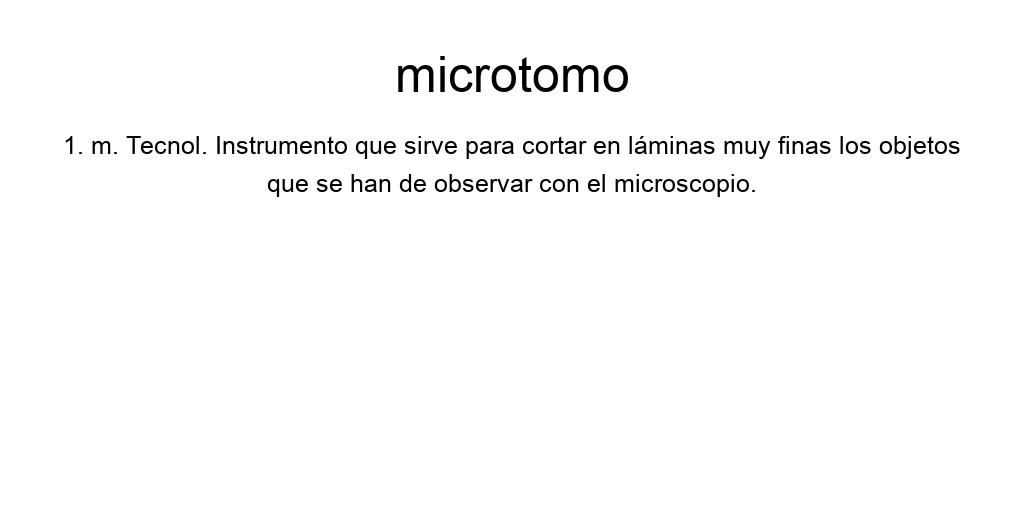 microtomo
1. m. Tecnol. Instrumento que sirve para cortar en láminas muy finas los objetos
que se han de observar con el microscopio.